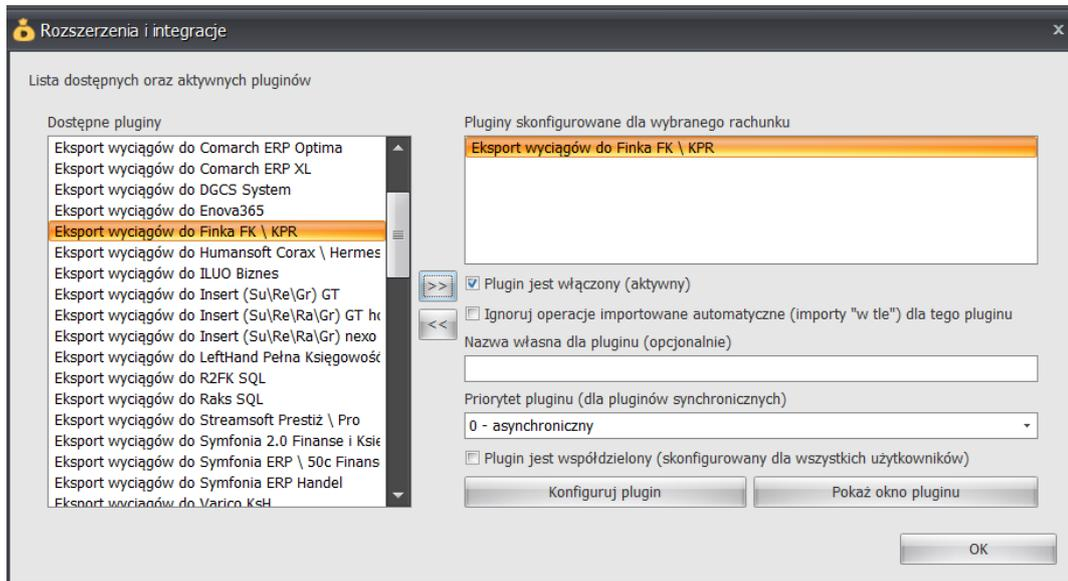 Rozszerzenia i integracje
x
Lista dostępnych oraz aktywnych pluginów
Dostępne pluginy
Eksport wyciągów do Comarch ERP Optima
Eksport wyciągów do Comarch ERP XL
Eksport wyciągów do DGCS System
Eksport wyciągów do Enova365
Eksport wyciągów do Finka FK \ KPR
Eksport wyciągów do Humansoft Corax \ Hermes
Eksport wyciągów do ILUO Biznes
Eksport wyciągów do Insert (Su\Re\Gr) GT
Eksport wyciągów do Insert (Su\Re\Ra\Gr) GT
Eksport wyciągów do Insert (Su\Re\Ra\Gr) nexo
Eksport wyciągów do LeftHand Pełna Księgowość
Eksport wyciągów do R2FK SQL
Eksport wyciągów do Raks SQL
Eksport wyciągów do Streamsoft Prestiż \ Pro
Eksport wyciągów do Symfonia 2.0 Finanse i Księ
Eksport wyciągów do Symfonia ERP \ 50c Finans
Eksport wyciągów do Symfonia ERP Handel
Eksport wyciągów do Varico KsH
>>
<<
Pluginy skonfigurowane dla wybranego rachunku
Eksport wyciągów do Finka FK \ KPR
Plugin jest włączony (aktywny)
Ignoruj operacje importowane automatyczne (importy "w tle") dla tego pluginu
Nazwa własna dla pluginu (opcjonalnie)
Priorytet pluginu (dla pluginów synchronicznych)
0 - asynchroniczny
Plugin jest współdzielony (skonfigurowany dla wszystkich użytkowników)
Konfiguruj plugin
Pokaż okno pluginu
OK